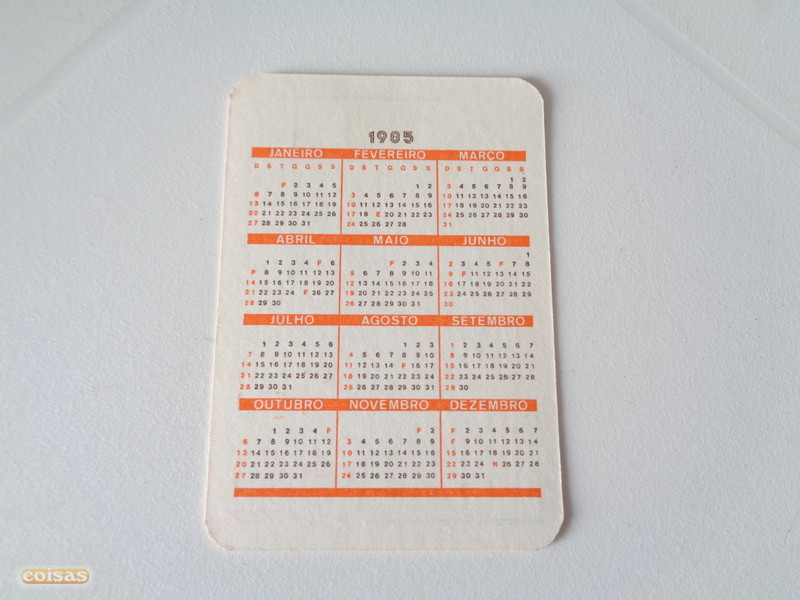 1985
JANEIRO FEVEREIRO MARÇO
D S T Q Q S S D S T Q Q S S D S T Q Q S S
F 2 3 4 5 1 2 1 2
6 7 8 9 10 11 12 3 4 5 6 7 8 9 3 4 5 6 7 8 9
13 14 15 16 17 18 19 10 11 12 13 14 15 16 10 11 12 13 14 15 16
20 21 22 23 24 25 26 17 18 E 20 21 22 23 17 18 19 20 21 22 23
27 28 29 30 31 24 25 26 27 28 24 25 26 27 28 29 30
31
ABRIL MAIO JUNHO
1
1 2 3 4 F 6 F 2 3 4 2 3 4 5 F 7 8
P 8 9 10 11 12 13 5 6 7 8 9 10 11 9 F 11 12 13 14 15
14 15 16 17 18 19 20 12 13 14 15 16 17 18 16 17 18 19 20 21 22
21 22 23 24 F 26 27 19 20 21 22 23 24 25 23 24 25 26 27 28 29
28 29 30 26 27 28 29 30 31 30
JULHO AGOSTO SETEMBRO
1 2 3 4 5 6 1 2 3 1 2 3 4 5 6 7
7 8 9 10 11 12 13 4 5 6 7 8 9 10 8 9 10 11 12 13 14
14 15 16 17 18 19 20 11 12 13 14 F 16 17 15 16 17 18 19 20 21
21 22 23 24 25 26 27 18 19 20 21 22 23 24 22 23 24 25 26 27 28
28 29 30 31 25 26 27 28 29 30 31 29 30
OUTUBRO NOVEMBRO DEZEMBRO
1 2 3 4 F F 2 F 2 3 4 5 6 7
6 7 8 9 10 11 12 3 4 5 6 7 8 9 F 9 10 11 12 13 14
13 14 15 16 17 18 19 10 11 12 13 14 15 16 15 16 17 18 19 20 21
20 21 22 23 24 25 26 17 18 19 20 21 22 23 22 23 24 N 26 27 28
27 28 29 30 31 24 25 26 27 28 29 30 29 30 31
coisas